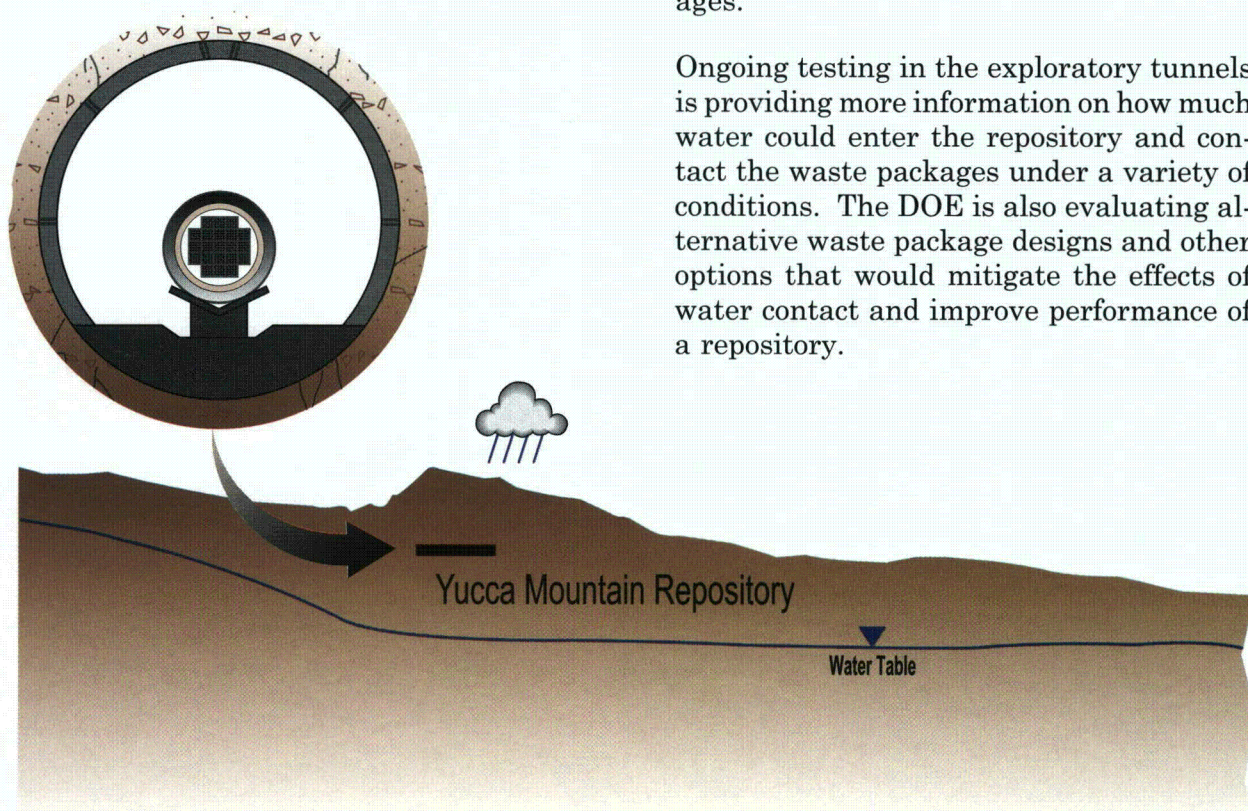 ages.
Ongoing testing in the exploratory tunnels
is providing more information on how much
water could enter the repository and con-
tact the waste packages under a variety of
conditions. The DOE is also evaluating al-
ternative waste package designs and other
options that would mitigate the effects of
water contact and improve performance of
a repository.
Yucca Mountain Repository
Water Table